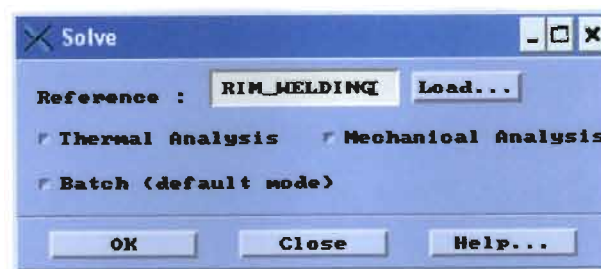 Solve
Reference : RIM_WELDING Load...
Thermal Analysis Mechanical Analysis
Batch (default mode)
OK Close Help...